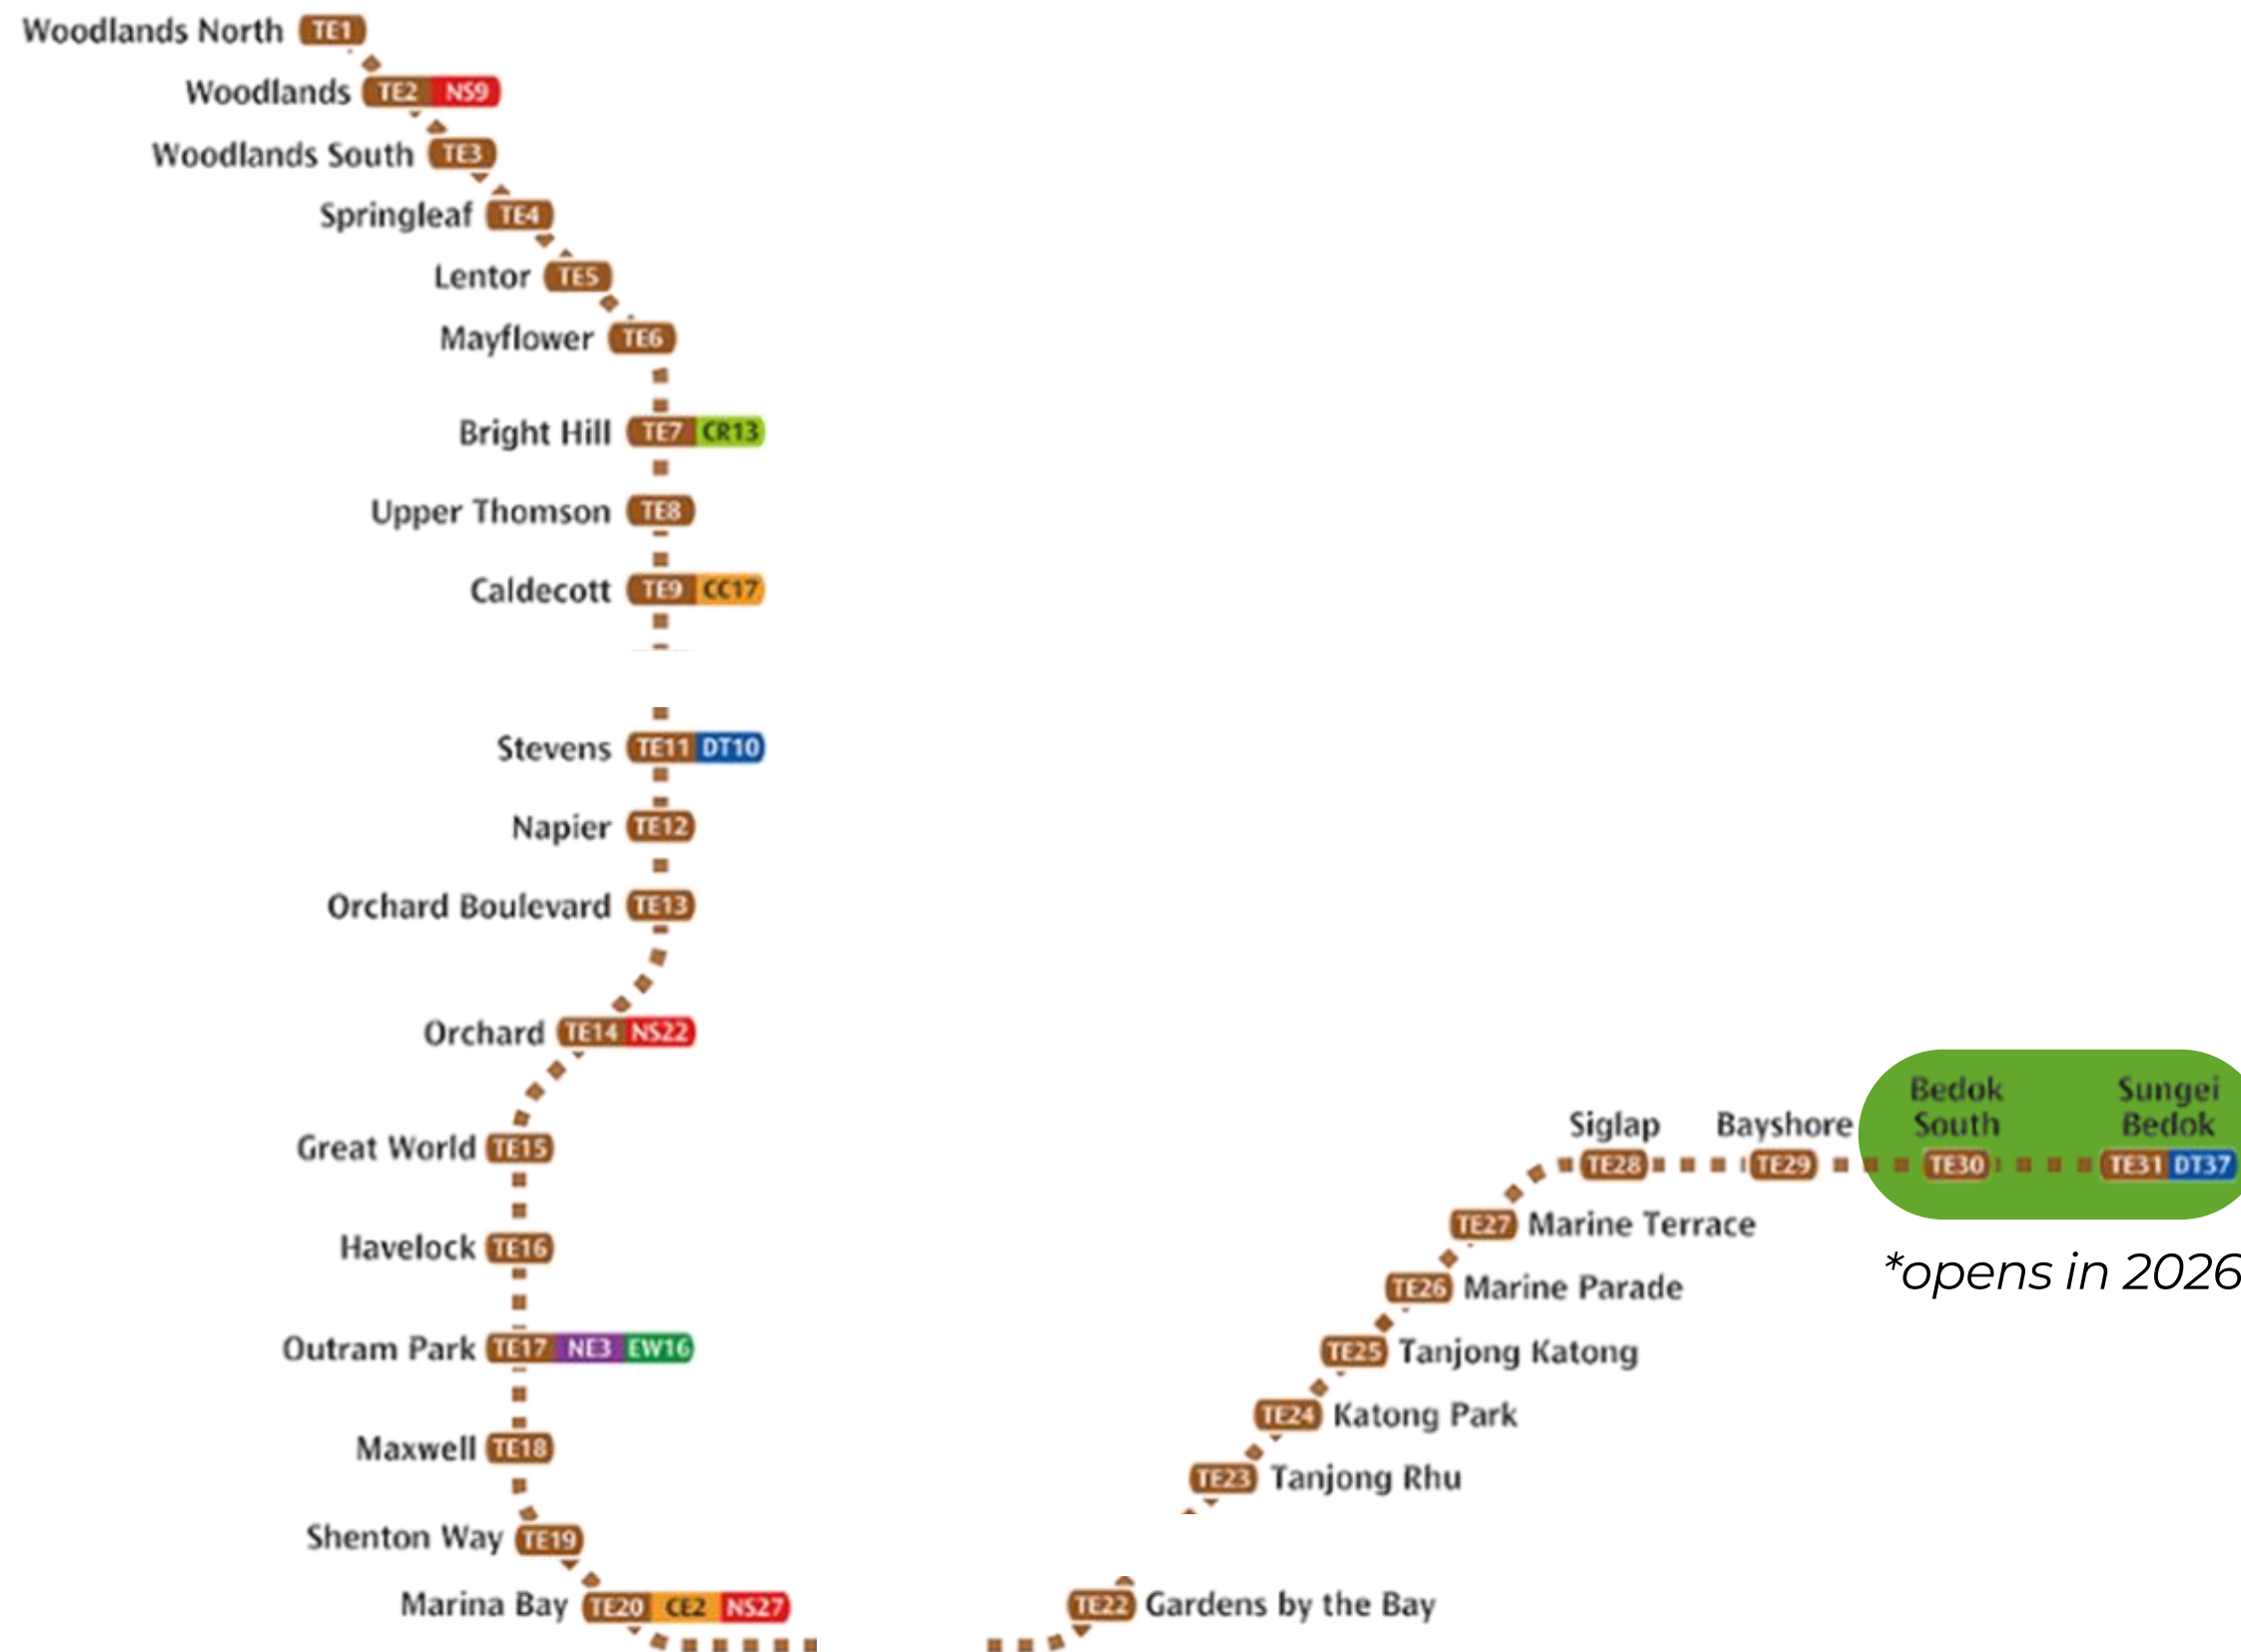 Woodlands North TE1
Woodlands TE2 NS9
Woodlands South TE3
Springleaf TE4
Lentor TE5
Mayflower TE6
Bright Hill TE7 CR13
Upper Thomson TE8
Caldecott TE9 CC17
Stevens TE11 DT10
Napier TE12
Orchard Boulevard TE13
Orchard TE14 NS22
Great World TE15
Havelock TE16
Outram Park TE17 NE3 EW16
Maxwell TE18
Shenton Way TE19
Marina Bay TE20 CE2 NS27
TE22 Gardens by the Bay
TE23 Tanjong Rhu
TE24 Katong Park
TE25 Tanjong Katong
TE26 Marine Parade
TE27 Marine Terrace
Siglap
TE28
Bayshore
TE29
Bedok
South
TE30
Sungei
Bedok
TE31 DT37
*opens in 2026